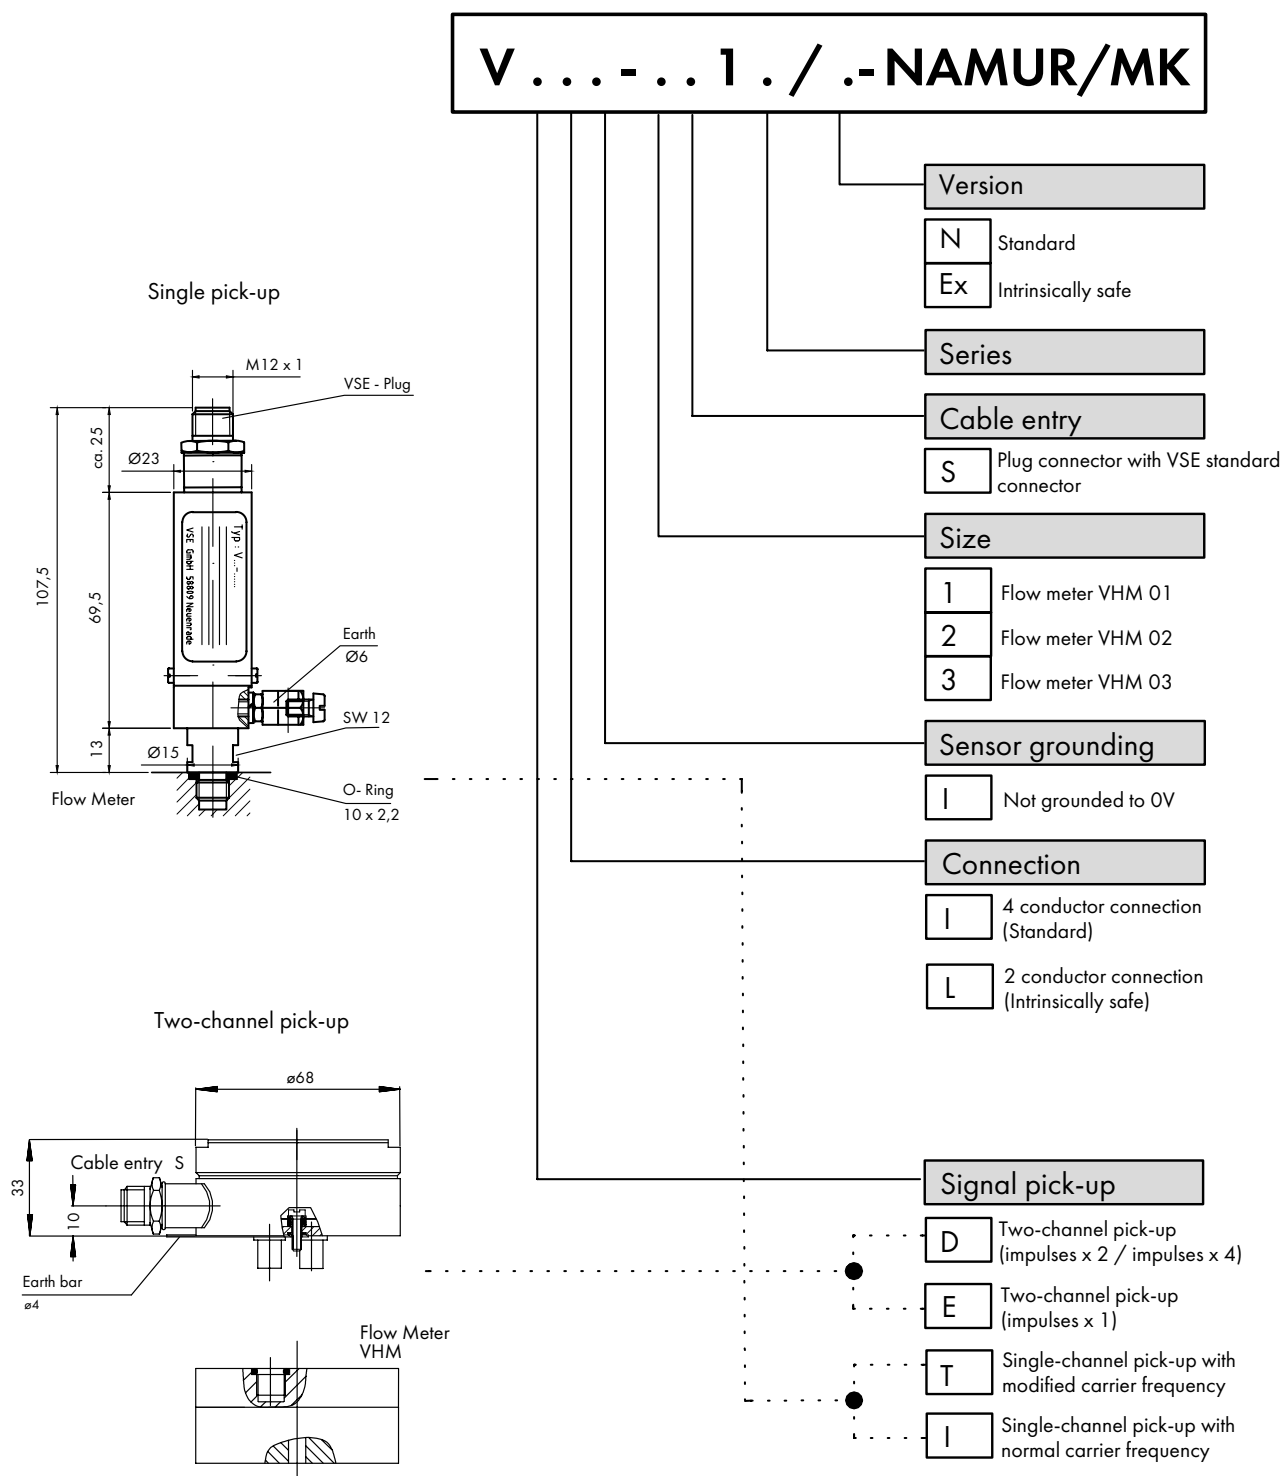 V . . . - . . 1 . / .- NAMUR/MK
Version
N Standard
Ex Intrinsically safe
Series
Cable entry
S Plug connector with VSE standard
connector
Size
1 Flow meter VHM 01
2 Flow meter VHM 02
3 Flow meter VHM 03
Sensor grounding
I Not grounded to 0V
Connection
I 4 conductor connection
(Standard)
L 2 conductor connection
(Intrinsically safe)
Signal pick-up
D Two-channel pick-up
(impulses x 2 / impulses x 4)
E Two-channel pick-up
(impulses x 1)
T Single-channel pick-up with
modified carrier frequency
I Single-channel pick-up with
normal carrier frequency
Single pick-up
M12 x 1
VSE - Plug
ca. 25
Ø23
107,5
69,5
Typ : V...-......
VSE GmbH 58809 Neuenrade
Earth
Ø6
SW 12
13
Ø15
Flow Meter
O- Ring
10 x 2,2
Two-channel pick-up
ø68
33
Cable entry S
10
Earth bar
ø4
Flow Meter
VHM